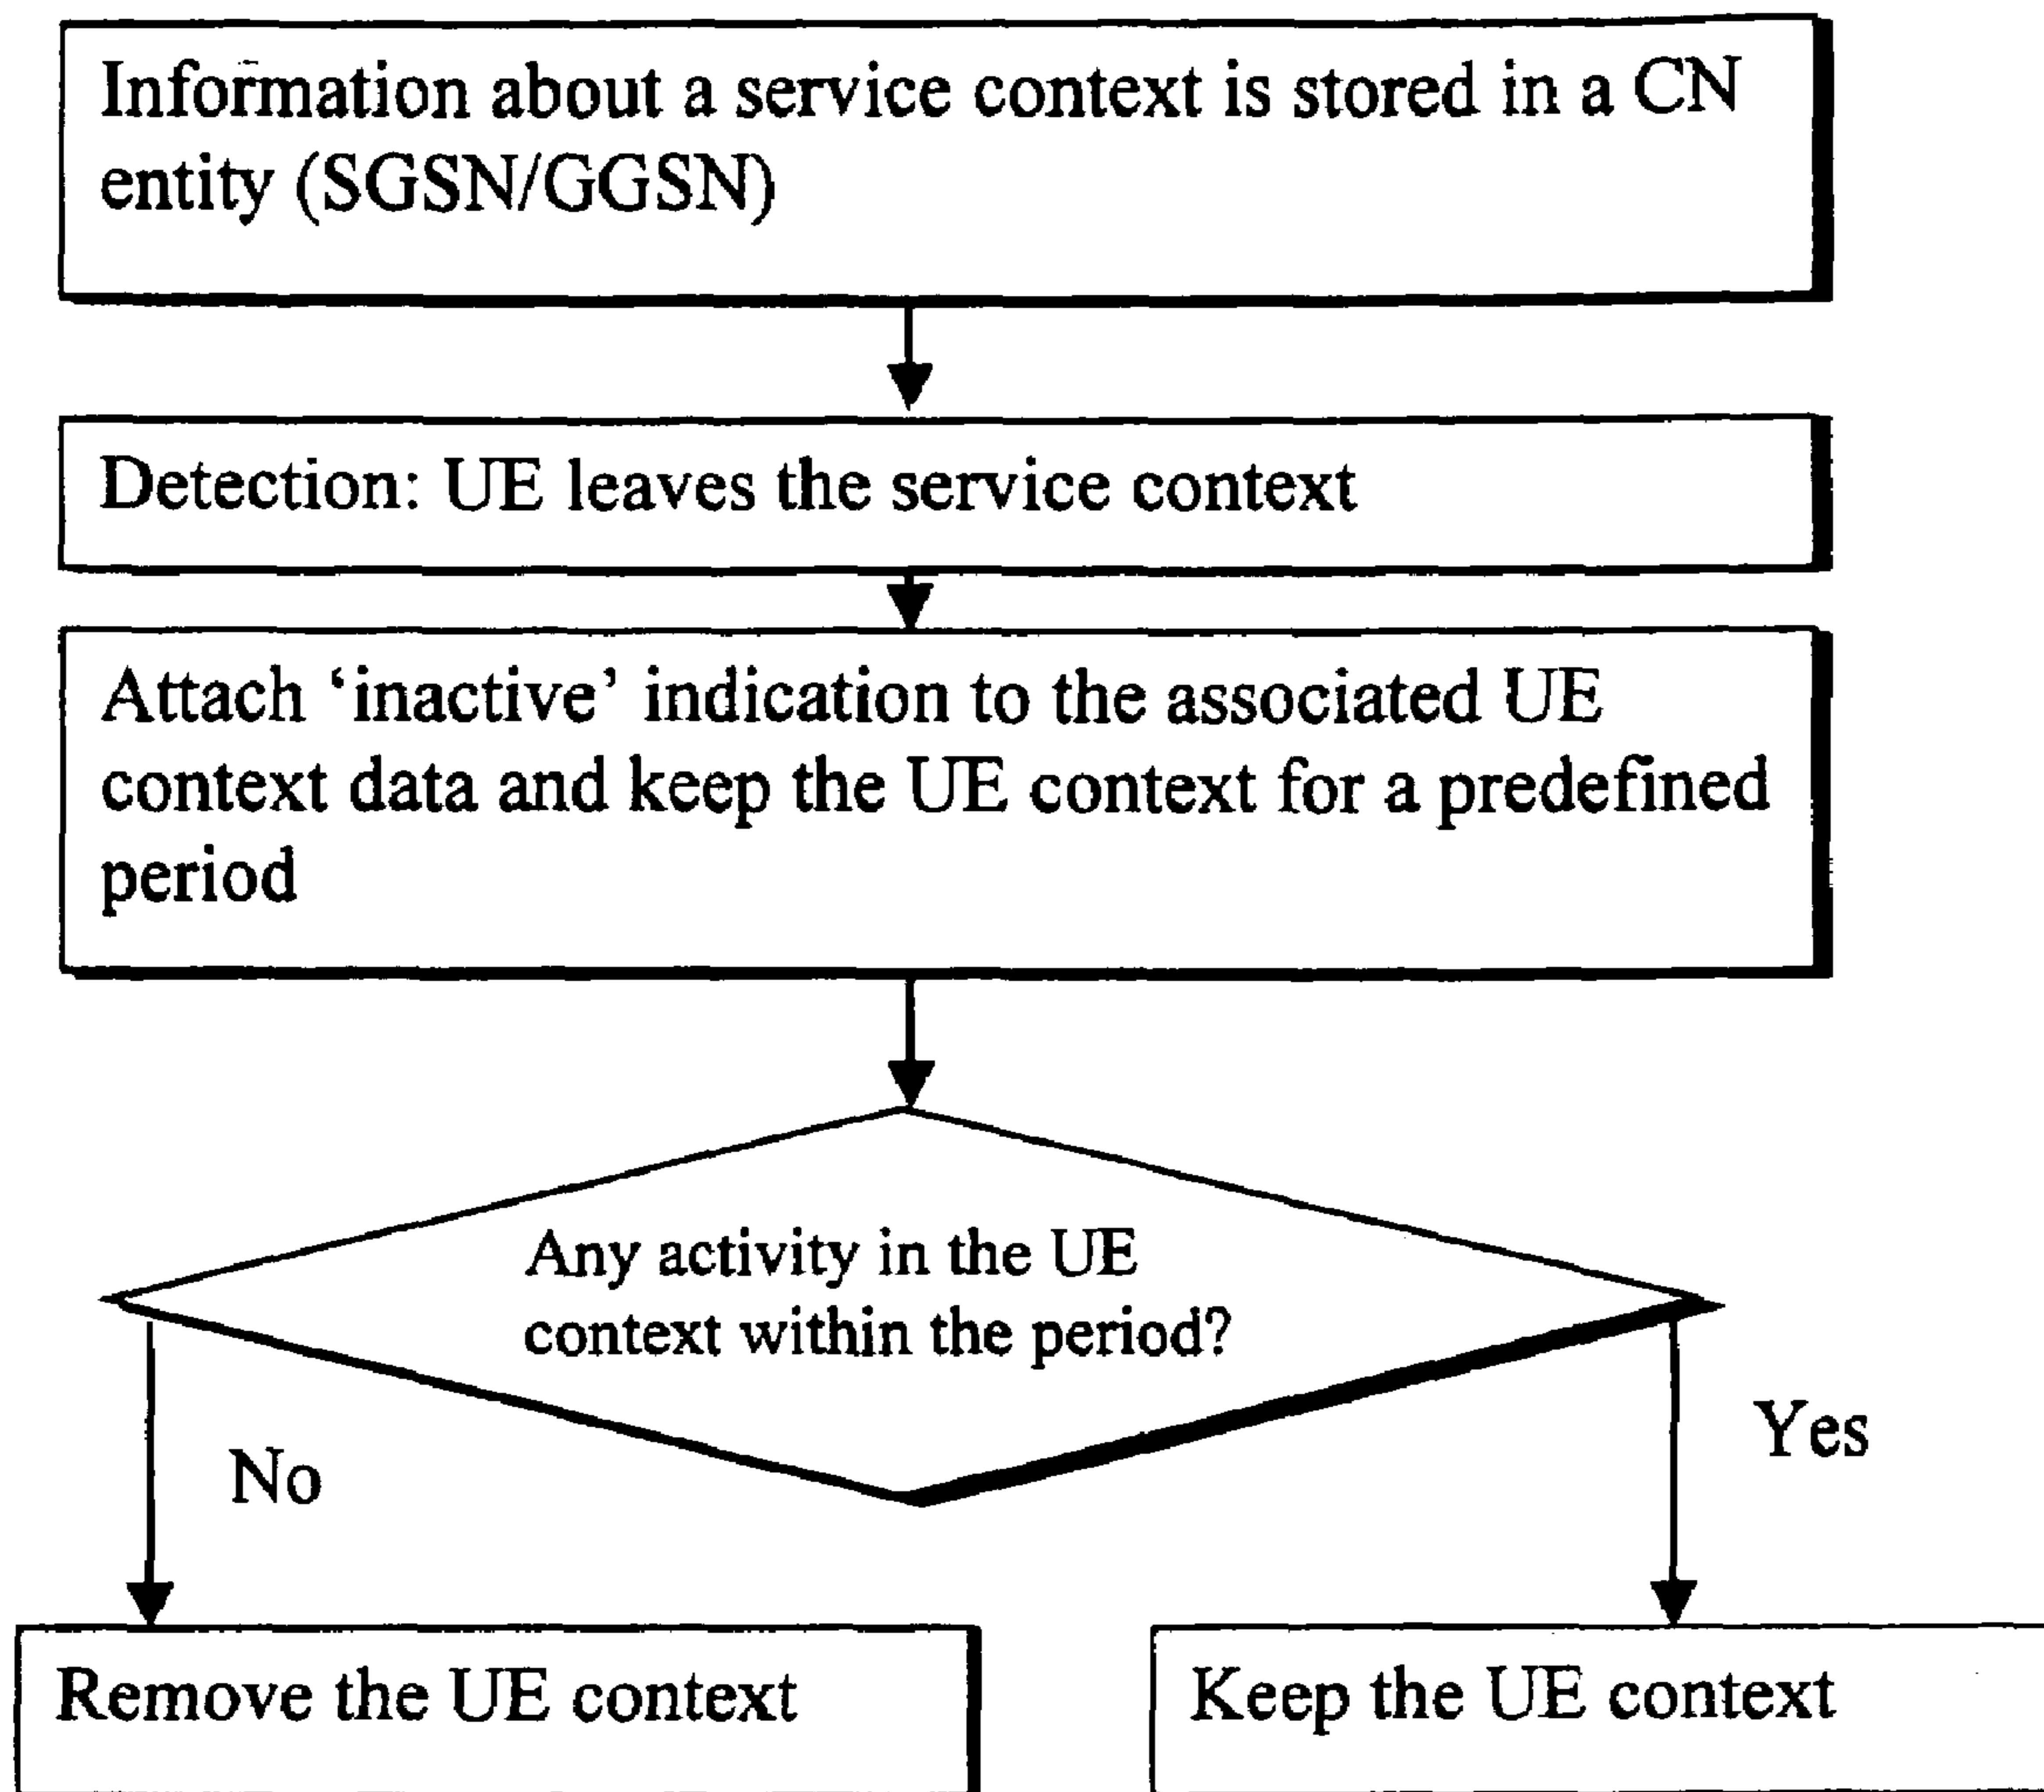 Information about a service context is stored in a CN
entity (SGSN/GGSN)
Detection: UE leaves the service context
Attach ‘inactive’ indication to the associated UE
context data and keep the UE context for a predefined
period
Any activity in the UE
context within the period?
No
Yes
Remove the UE context
Keep the UE context